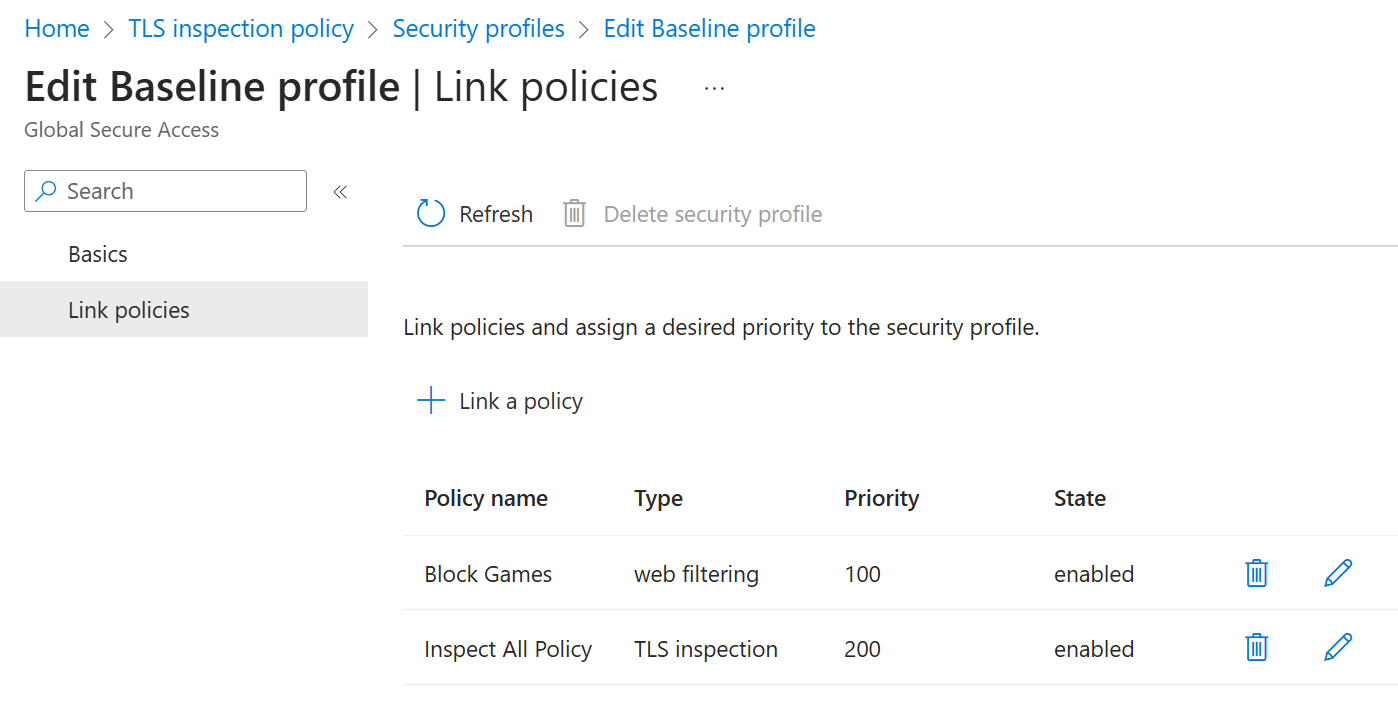 Home > TLS inspection policy > Security profiles > Edit Baseline profile
Edit Baseline profile | Link policies ...
Global Secure Access
Search «
Basics
Link policies
Refresh Delete security profile
Link policies and assign a desired priority to the security profile.
Link a policy
Policy name Type Priority State
Block Games web filtering 100 enabled
Inspect All Policy TLS inspection 200 enabled